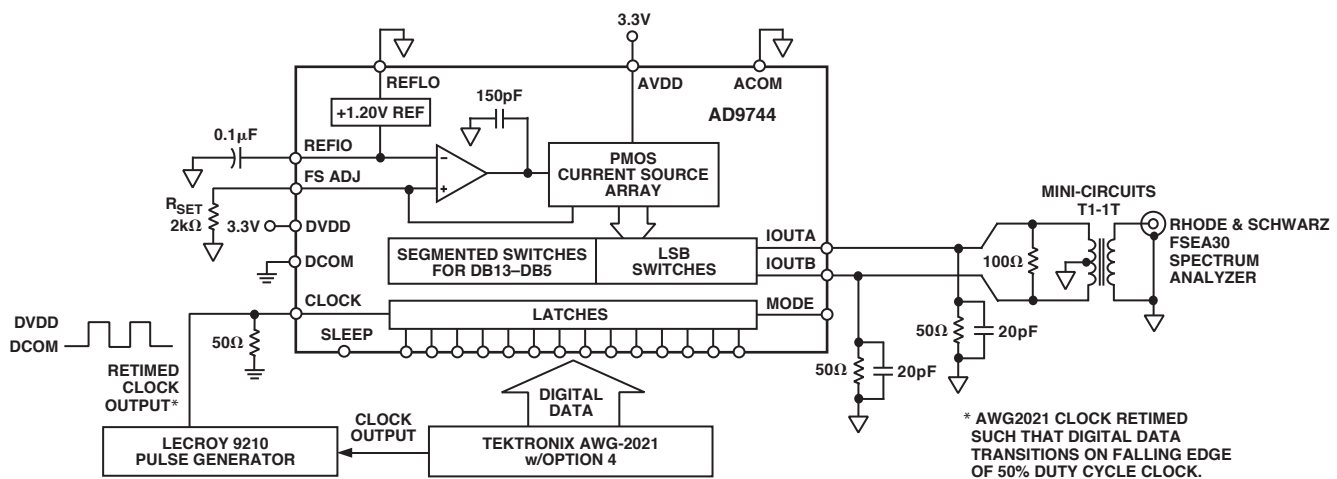 3.3V
REFLO
AVDD
ACOM
+1.20V REF
150pF
AD9744
0.1µF
REFIO
FS ADJ
−
+
PMOS
CURRENT SOURCE
ARRAY
RSET
2kΩ
3.3V
DVDD
DCOM
SEGMENTED SWITCHES
FOR DB13–DB5
LSB
SWITCHES
IOUTA
IOUTB
MINI-CIRCUITS
T1-1T
100Ω
RHODE & SCHWARZ
FSEA30
SPECTRUM
ANALYZER
CLOCK
LATCHES
MODE
SLEEP
DVDD
DCOM
50Ω
50Ω
20pF
50Ω
20pF
RETIMED
CLOCK
OUTPUT*
DIGITAL
DATA
CLOCK
OUTPUT
LECROY 9210
PULSE GENERATOR
TEKTRONIX AWG-2021
w/OPTION 4
* AWG2021 CLOCK RETIMED
SUCH THAT DIGITAL DATA
TRANSITIONS ON FALLING EDGE
OF 50% DUTY CYCLE CLOCK.